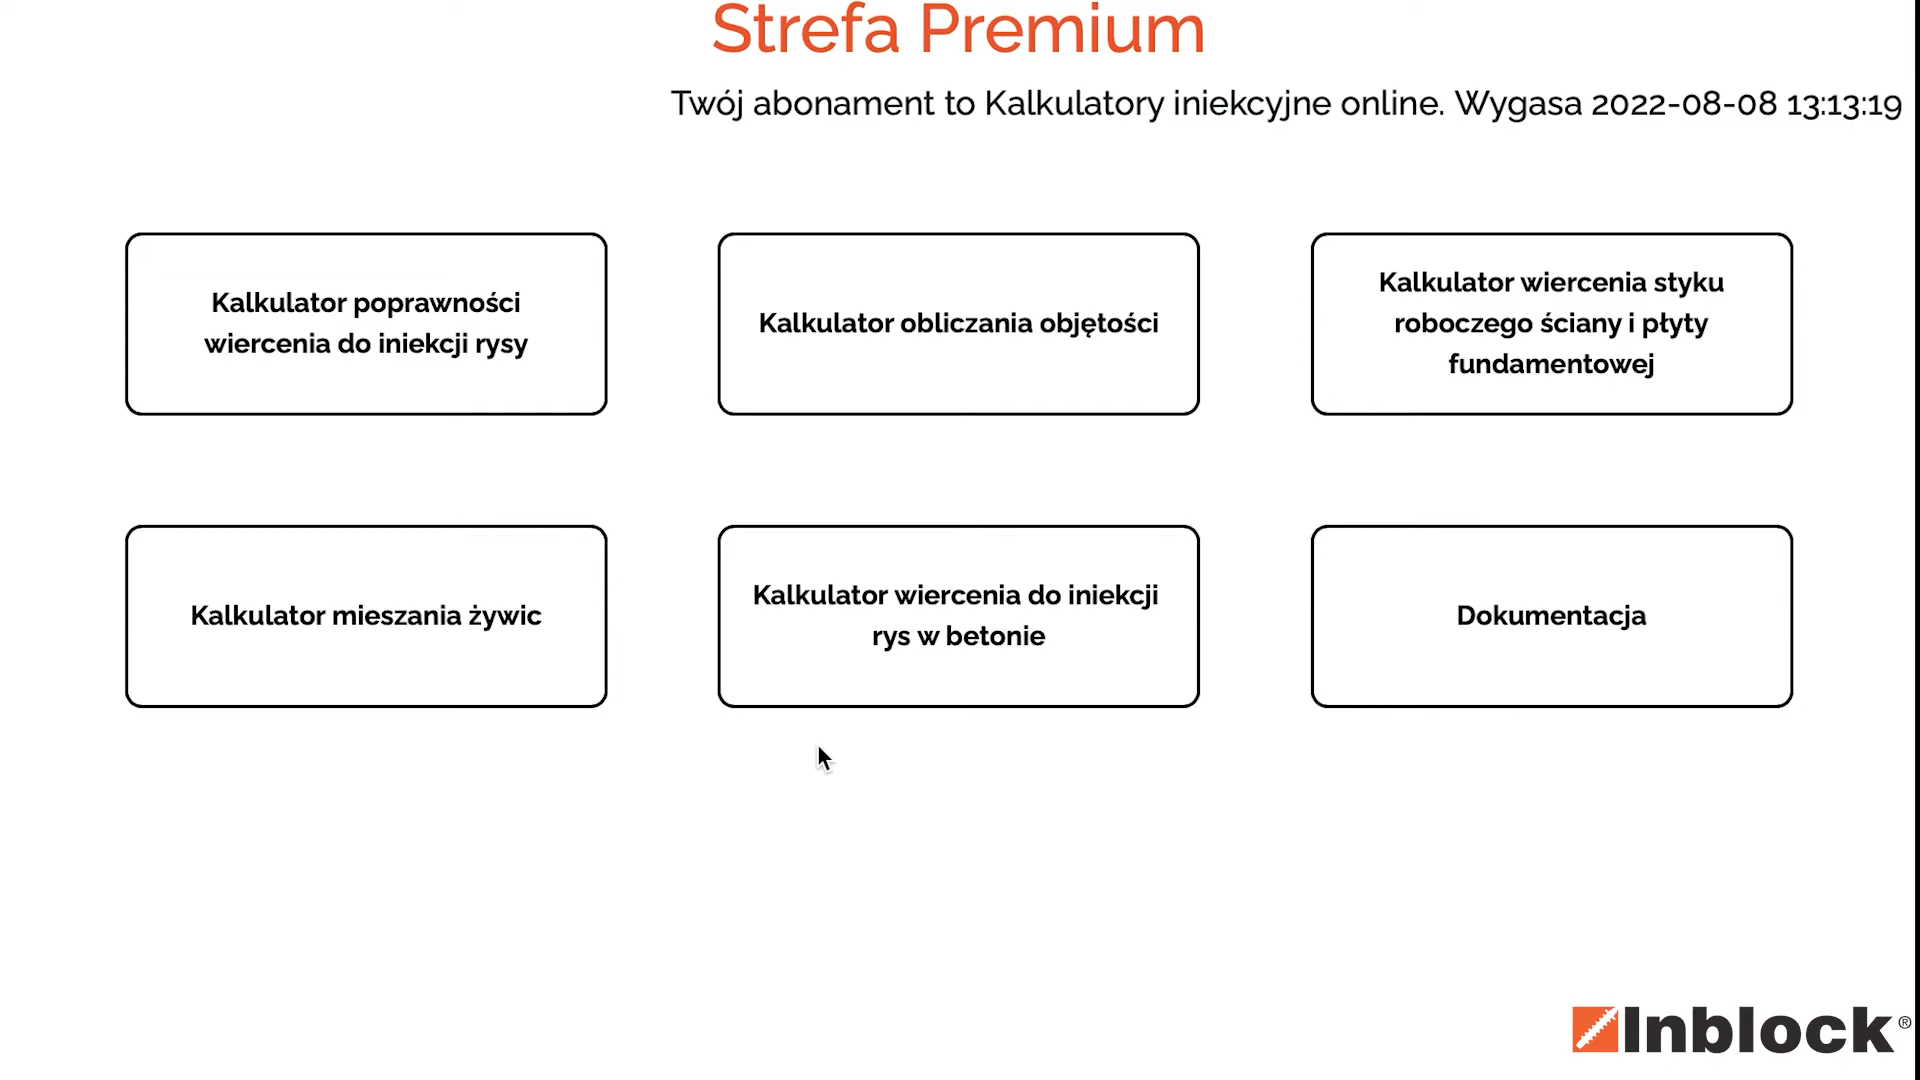 Strefa Premium
Twój abonament to Kalkulatory iniekcyjne online. Wygasa 2022-08-08 13:13:19
Kalkulator poprawności
wiercenia do iniekcji rysy
Kalkulator obliczania objętości
Kalkulator wiercenia styku
roboczego ściany i płyty
fundamentowej
Kalkulator mieszania żywic
Kalkulator wiercenia do iniekcji
rys w betonie
Dokumentacja
Inblock®